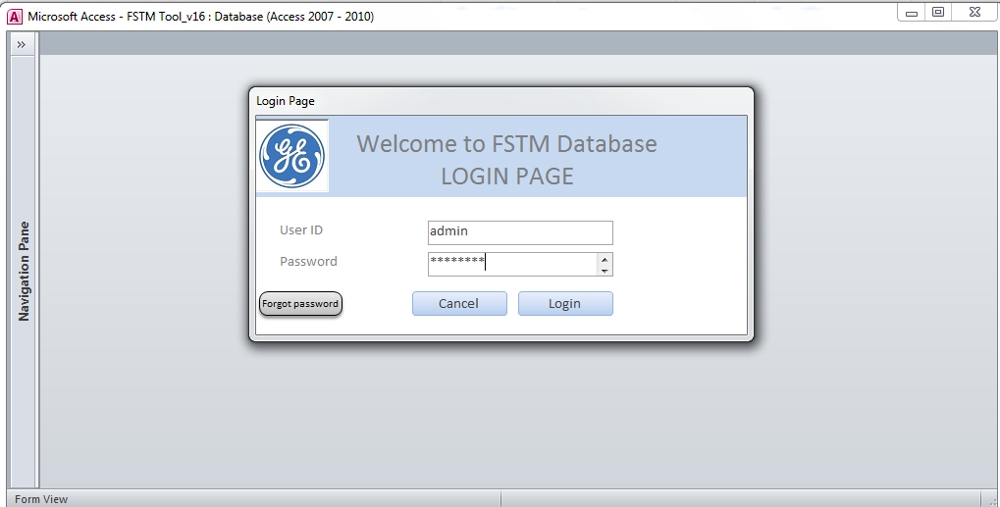 Microsoft Access - FSTM Tool_v16 : Database (Access 2007 - 2010)
»
Navigation Pane
Login Page
GE
Welcome to FSTM Database
LOGIN PAGE
User ID admin
Password ********
Forgot password Cancel Login
Form View